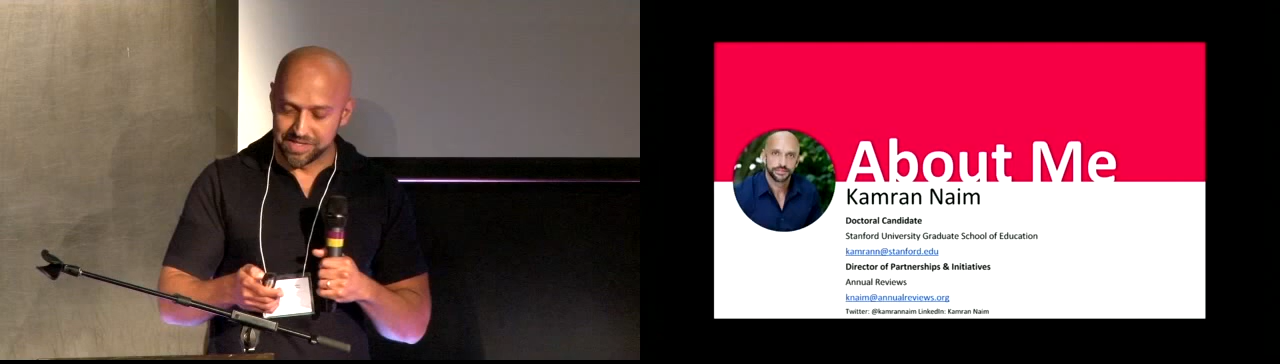 About Me
Kamran Naim
Doctoral Candidate
Stanford University Graduate School of Education
kamrann@stanford.edu
Director of Partnerships & Initiatives
Annual Reviews
knaim@annualreviews.org
Twitter: @kamrannaim LinkedIn: Kamran Naim